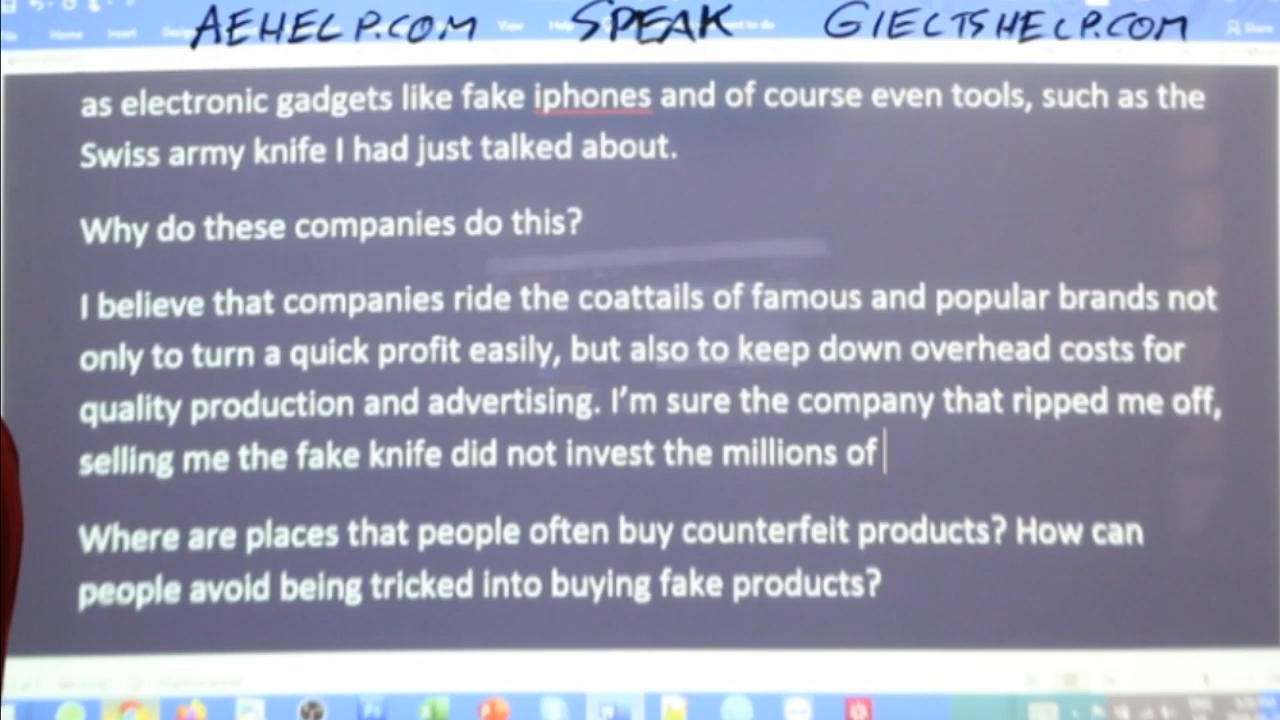 AEHELP.COM SPEAK GIELTSHELP.COM
Home Insert View Help Share
as electronic gadgets like fake iphones and of course even tools, such as the
Swiss army knife I had just talked about.
Why do these companies do this?
I believe that companies ride the coattails of famous and popular brands not
only to turn a quick profit easily, but also to keep down overhead costs for
quality production and advertising. I'm sure the company that ripped me off,
selling me the fake knife did not invest the millions of
Where are places that people often buy counterfeit products? How can
people avoid being tricked into buying fake products?